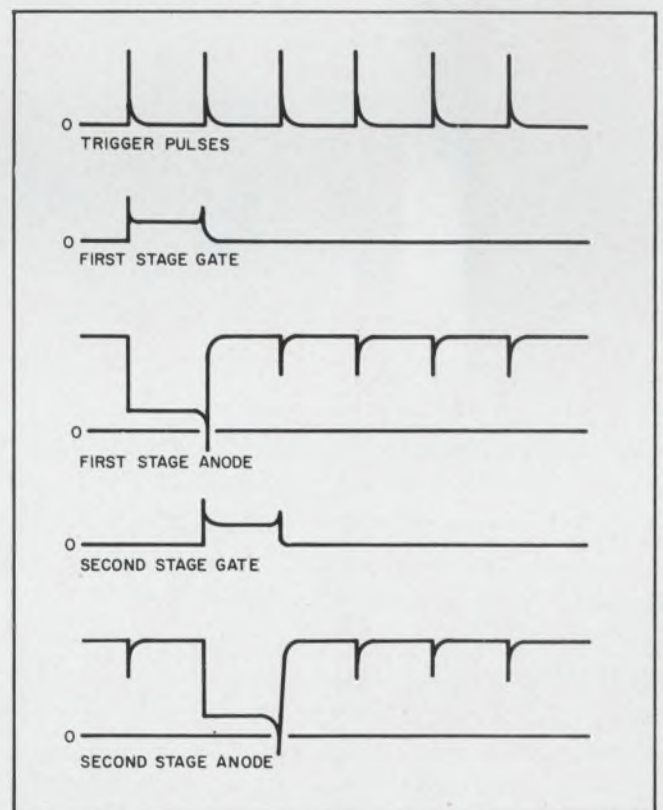 0
TRIGGER PULSES
0
FIRST STAGE GATE
0
FIRST STAGE ANODE
0
SECOND STAGE GATE
0
SECOND STAGE ANODE